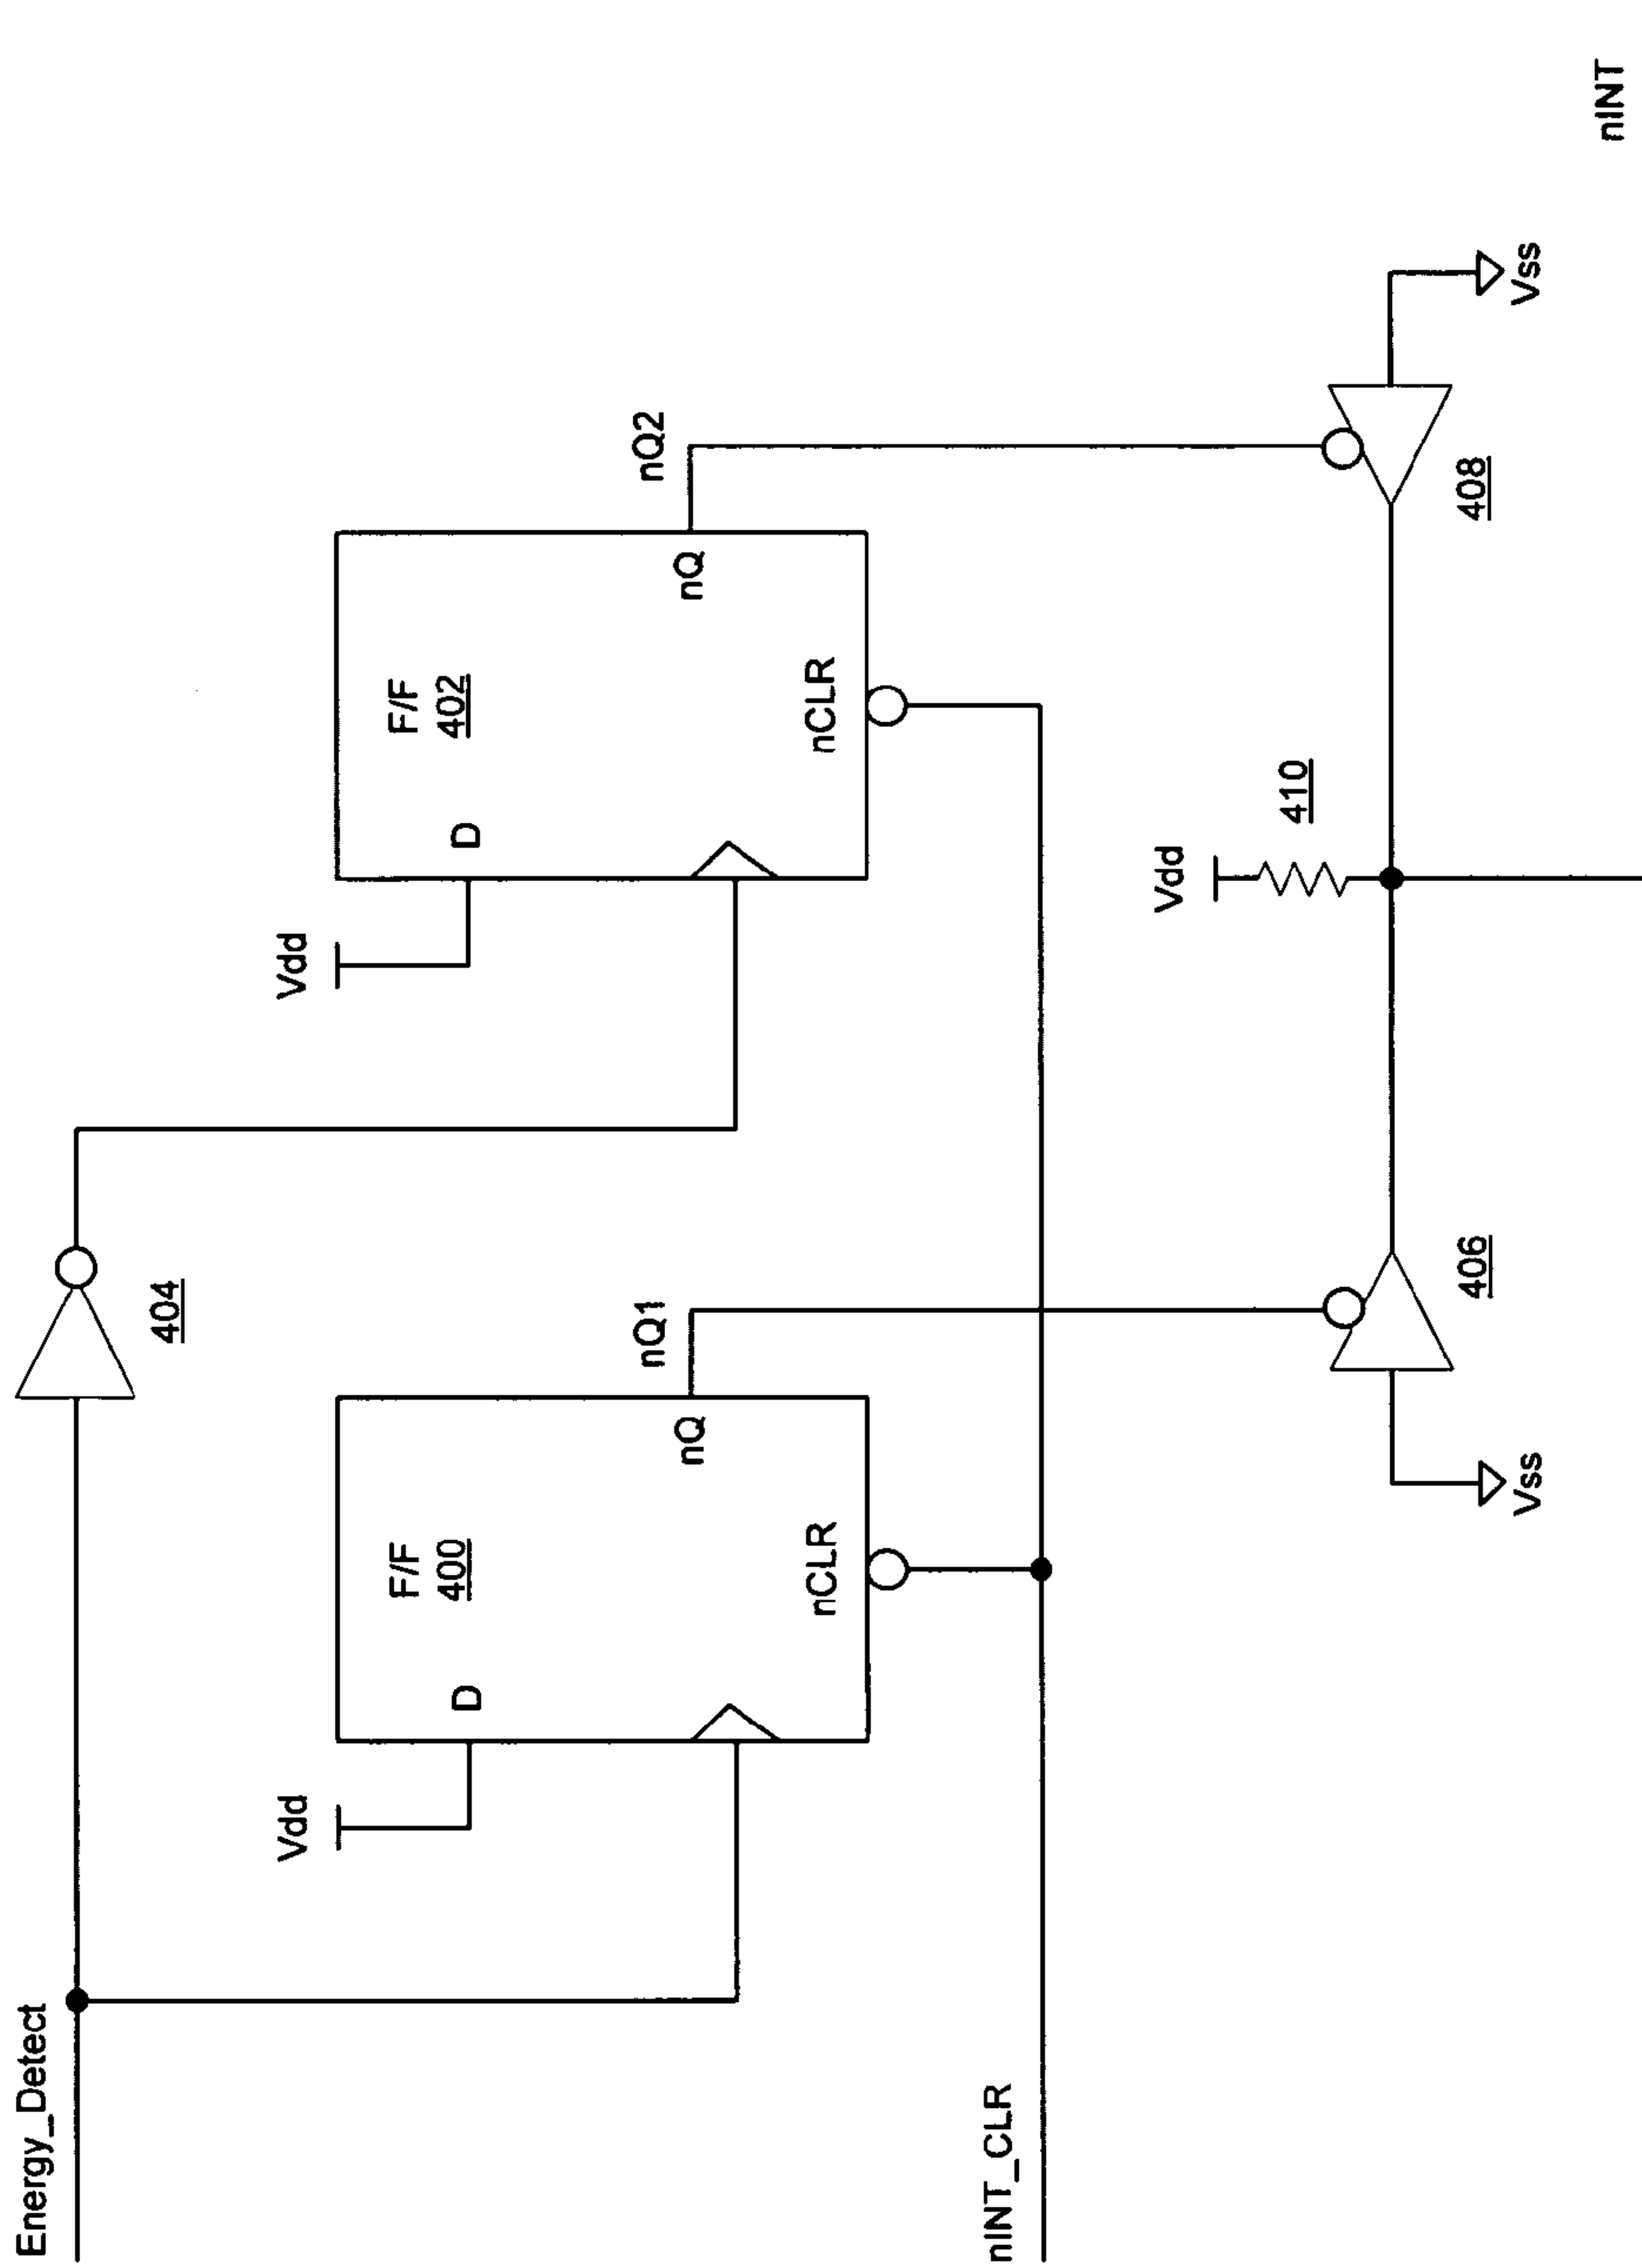 Energy_Detect
404
Vdd
D
F/F
400
nQ
nCLR
nQ1
Vdd
D
F/F
402
nQ
nCLR
nQ2
nINT_CLR
Vdd
410
Vss
406
408
Vss
nINT